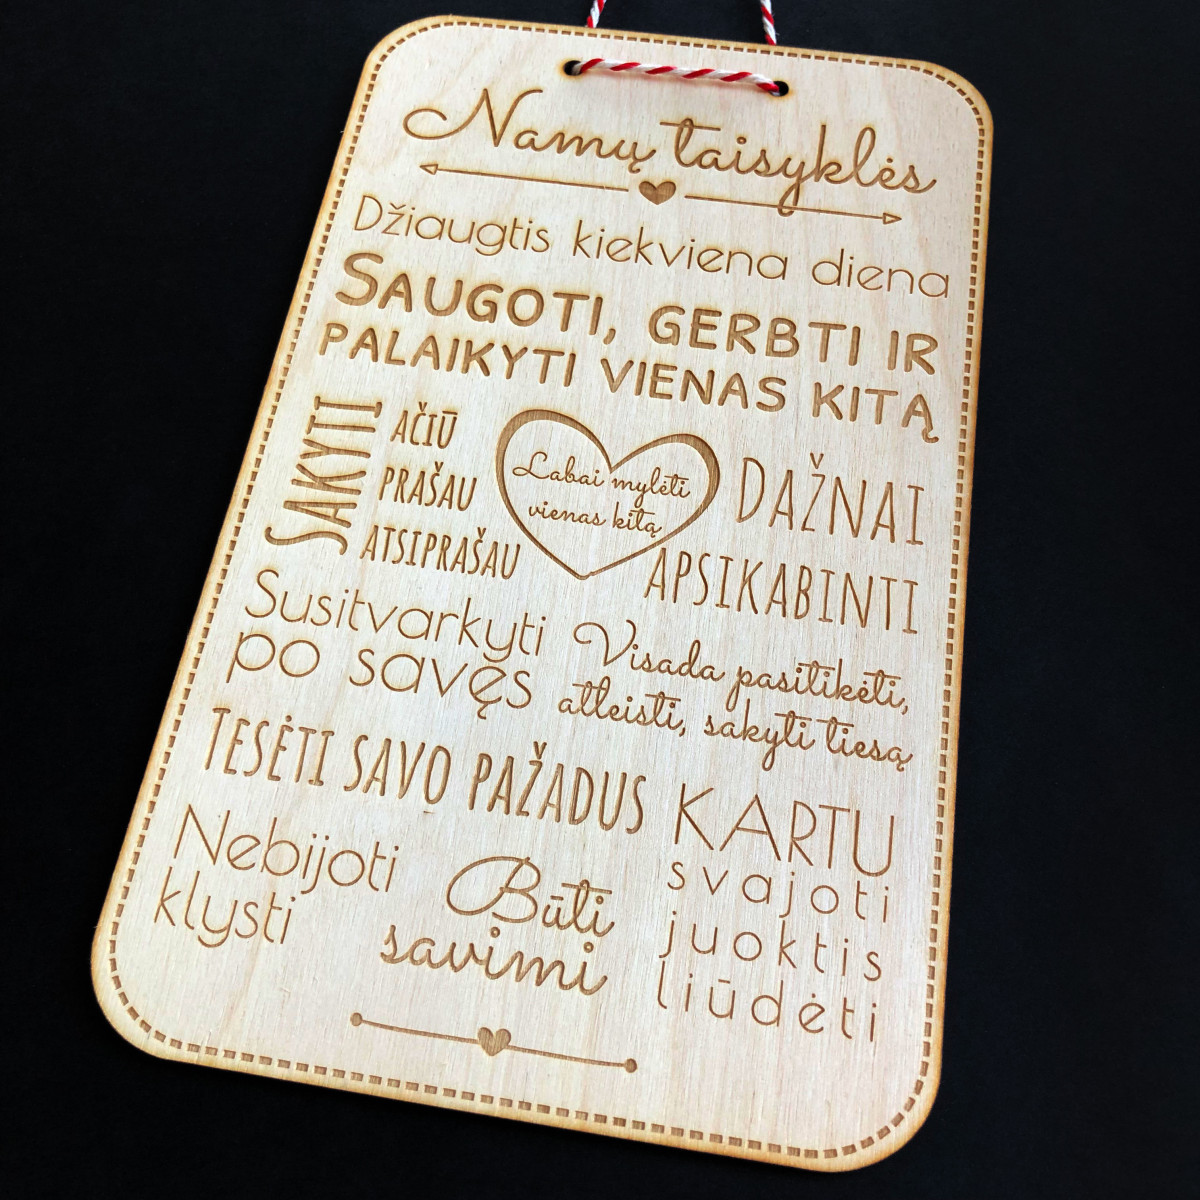 Namų taisyklės
Džiaugtis kiekviena diena
SAUGOTI, GERBTI IR
PALAIKYTI VIENAS KITĄ
SAKYTI
AČIŪ
PRAŠAU
ATSIPRAŠAU
Labai mylėti
vienas kitą
DAŽNAI
APSIKABINTI
Susitvarkyti
po savęs
Visada pasitikėti,
atleisti, sakyti tiesą
TESĖTI SAVO PAŽADUS
Nebijoti
klysti
Būti
savimi
KARTU
svajoti
juoktis
liūdėti